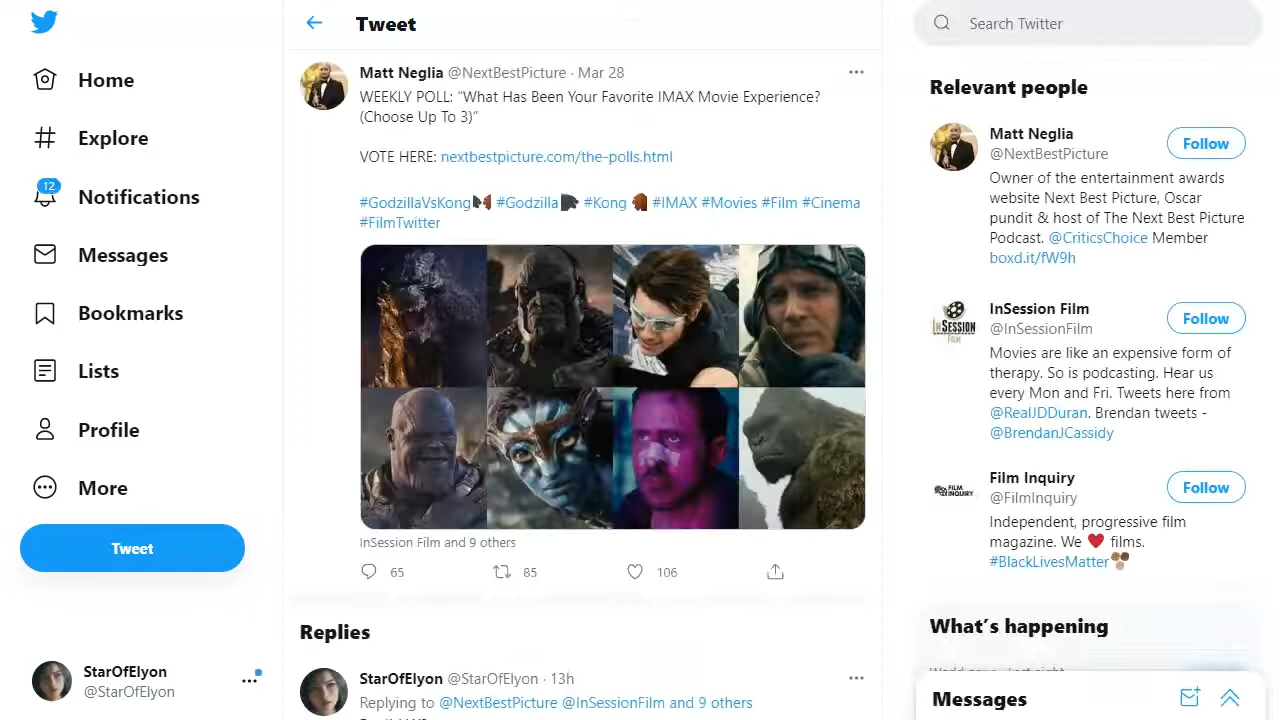 Home
Explore
12
Notifications
Messages
Bookmarks
Lists
Profile
More
Tweet
StarOfElyon
@StarOfElyon
Tweet
Matt Neglia @NextBestPicture · Mar 28
WEEKLY POLL: “What Has Been Your Favorite IMAX Movie Experience?
(Choose Up To 3)”
VOTE HERE: nextbestpicture.com/the-polls.html
#GodzillaVsKong #Godzilla #Kong #IMAX #Movies #Film #Cinema
#FilmTwitter
InSession Film and 9 others
65 85 106
Replies
StarOfElyon @StarOfElyon · 13h
Replying to @NextBestPicture @InSessionFilm and 9 others
Search Twitter
Relevant people
Matt Neglia
@NextBestPicture
Follow
Owner of the entertainment awards
website Next Best Picture, Oscar
pundit & host of The Next Best Picture
Podcast. @CriticsChoice Member
boxd.it/fW9h
INSESSION
FILM
InSession Film
@InSessionFilm
Follow
Movies are like an expensive form of
therapy. So is podcasting. Hear us
every Mon and Fri. Tweets here from
@RealJDDuran. Brendan tweets -
@BrendanJCassidy
FILM
INQUIRY
Film Inquiry
@FilmInquiry
Follow
Independent, progressive film
magazine. We ❤️ films.
#BlackLivesMatter
What’s happening
Messages